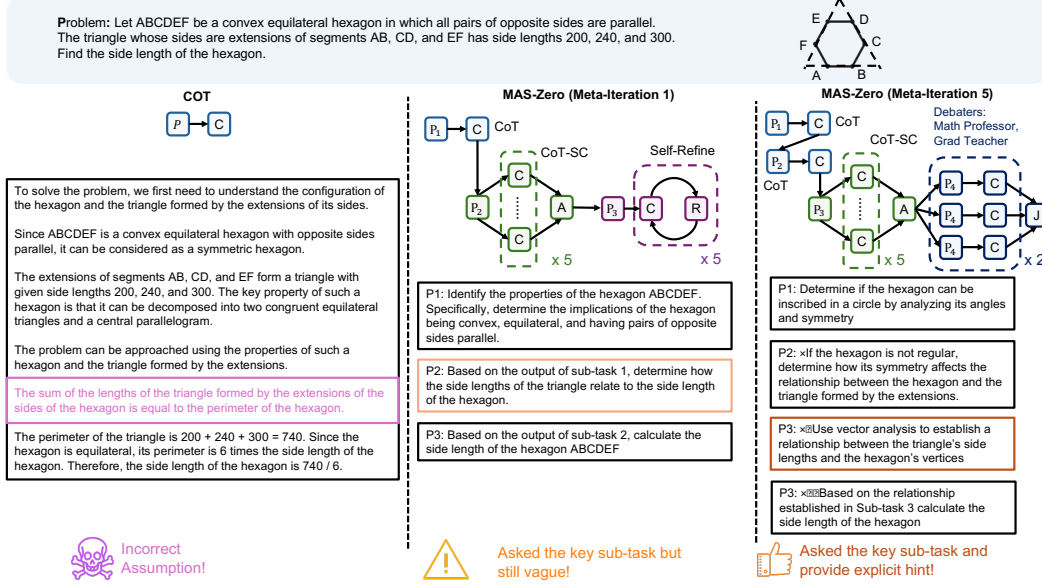 Problem: Let ABCDEF be a convex equilateral hexagon in which all pairs of opposite sides are parallel.
The triangle whose sides are extensions of segments AB, CD, and EF has side lengths 200, 240, and 300.
Find the side length of the hexagon.
E D
F C
A B
COT
P C
To solve the problem, we first need to understand the configuration of
the hexagon and the triangle formed by the extensions of its sides.
Since ABCDEF is a convex equilateral hexagon with opposite sides
parallel, it can be considered as a symmetric hexagon.
The extensions of segments AB, CD, and EF form a triangle with
given side lengths 200, 240, and 300. The key property of such a
hexagon is that it can be decomposed into two congruent equilateral
triangles and a central parallelogram.
The problem can be approached using the properties of such a
hexagon and the triangle formed by the extensions.
The sum of the lengths of the triangle formed by the extensions of the
sides of the hexagon is equal to the perimeter of the hexagon.
The perimeter of the triangle is 200 + 240 + 300 = 740. Since the
hexagon is equilateral, its perimeter is 6 times the side length of the
hexagon. Therefore, the side length of the hexagon is 740 / 6.
Incorrect
Assumption!
MAS-Zero (Meta-Iteration 1)
P1 C CoT
CoT-SC
Self-Refine
C
P2 A P3 C R
C
x 5 x 5
P1: Identify the properties of the hexagon ABCDEF.
Specifically, determine the implications of the hexagon
being convex, equilateral, and having pairs of opposite
sides parallel.
P2: Based on the output of sub-task 1, determine how
the side lengths of the triangle relate to the side length
of the hexagon.
P3: Based on the output of sub-task 2, calculate the
side length of the hexagon ABCDEF
Asked the key sub-task but
still vague!
MAS-Zero (Meta-Iteration 5)
P1 C CoT
Debaters:
Math Professor,
Grad Teacher
CoT-SC
P2 C
CoT
C P4 C
P3 A P4 C J
C P4 C
x 5 x 2
P1: Determine if the hexagon can be
inscribed in a circle by analyzing its angles
and symmetry
P2: ×If the hexagon is not regular,
determine how its symmetry affects the
relationship between the hexagon and the
triangle formed by the extensions.
P3: ×Use vector analysis to establish a
relationship between the triangle's side
lengths and the hexagon's vertices
P3: ×Based on the relationship
established in Sub-task 3 calculate the
side length of the hexagon
Asked the key sub-task and
provide explicit hint!